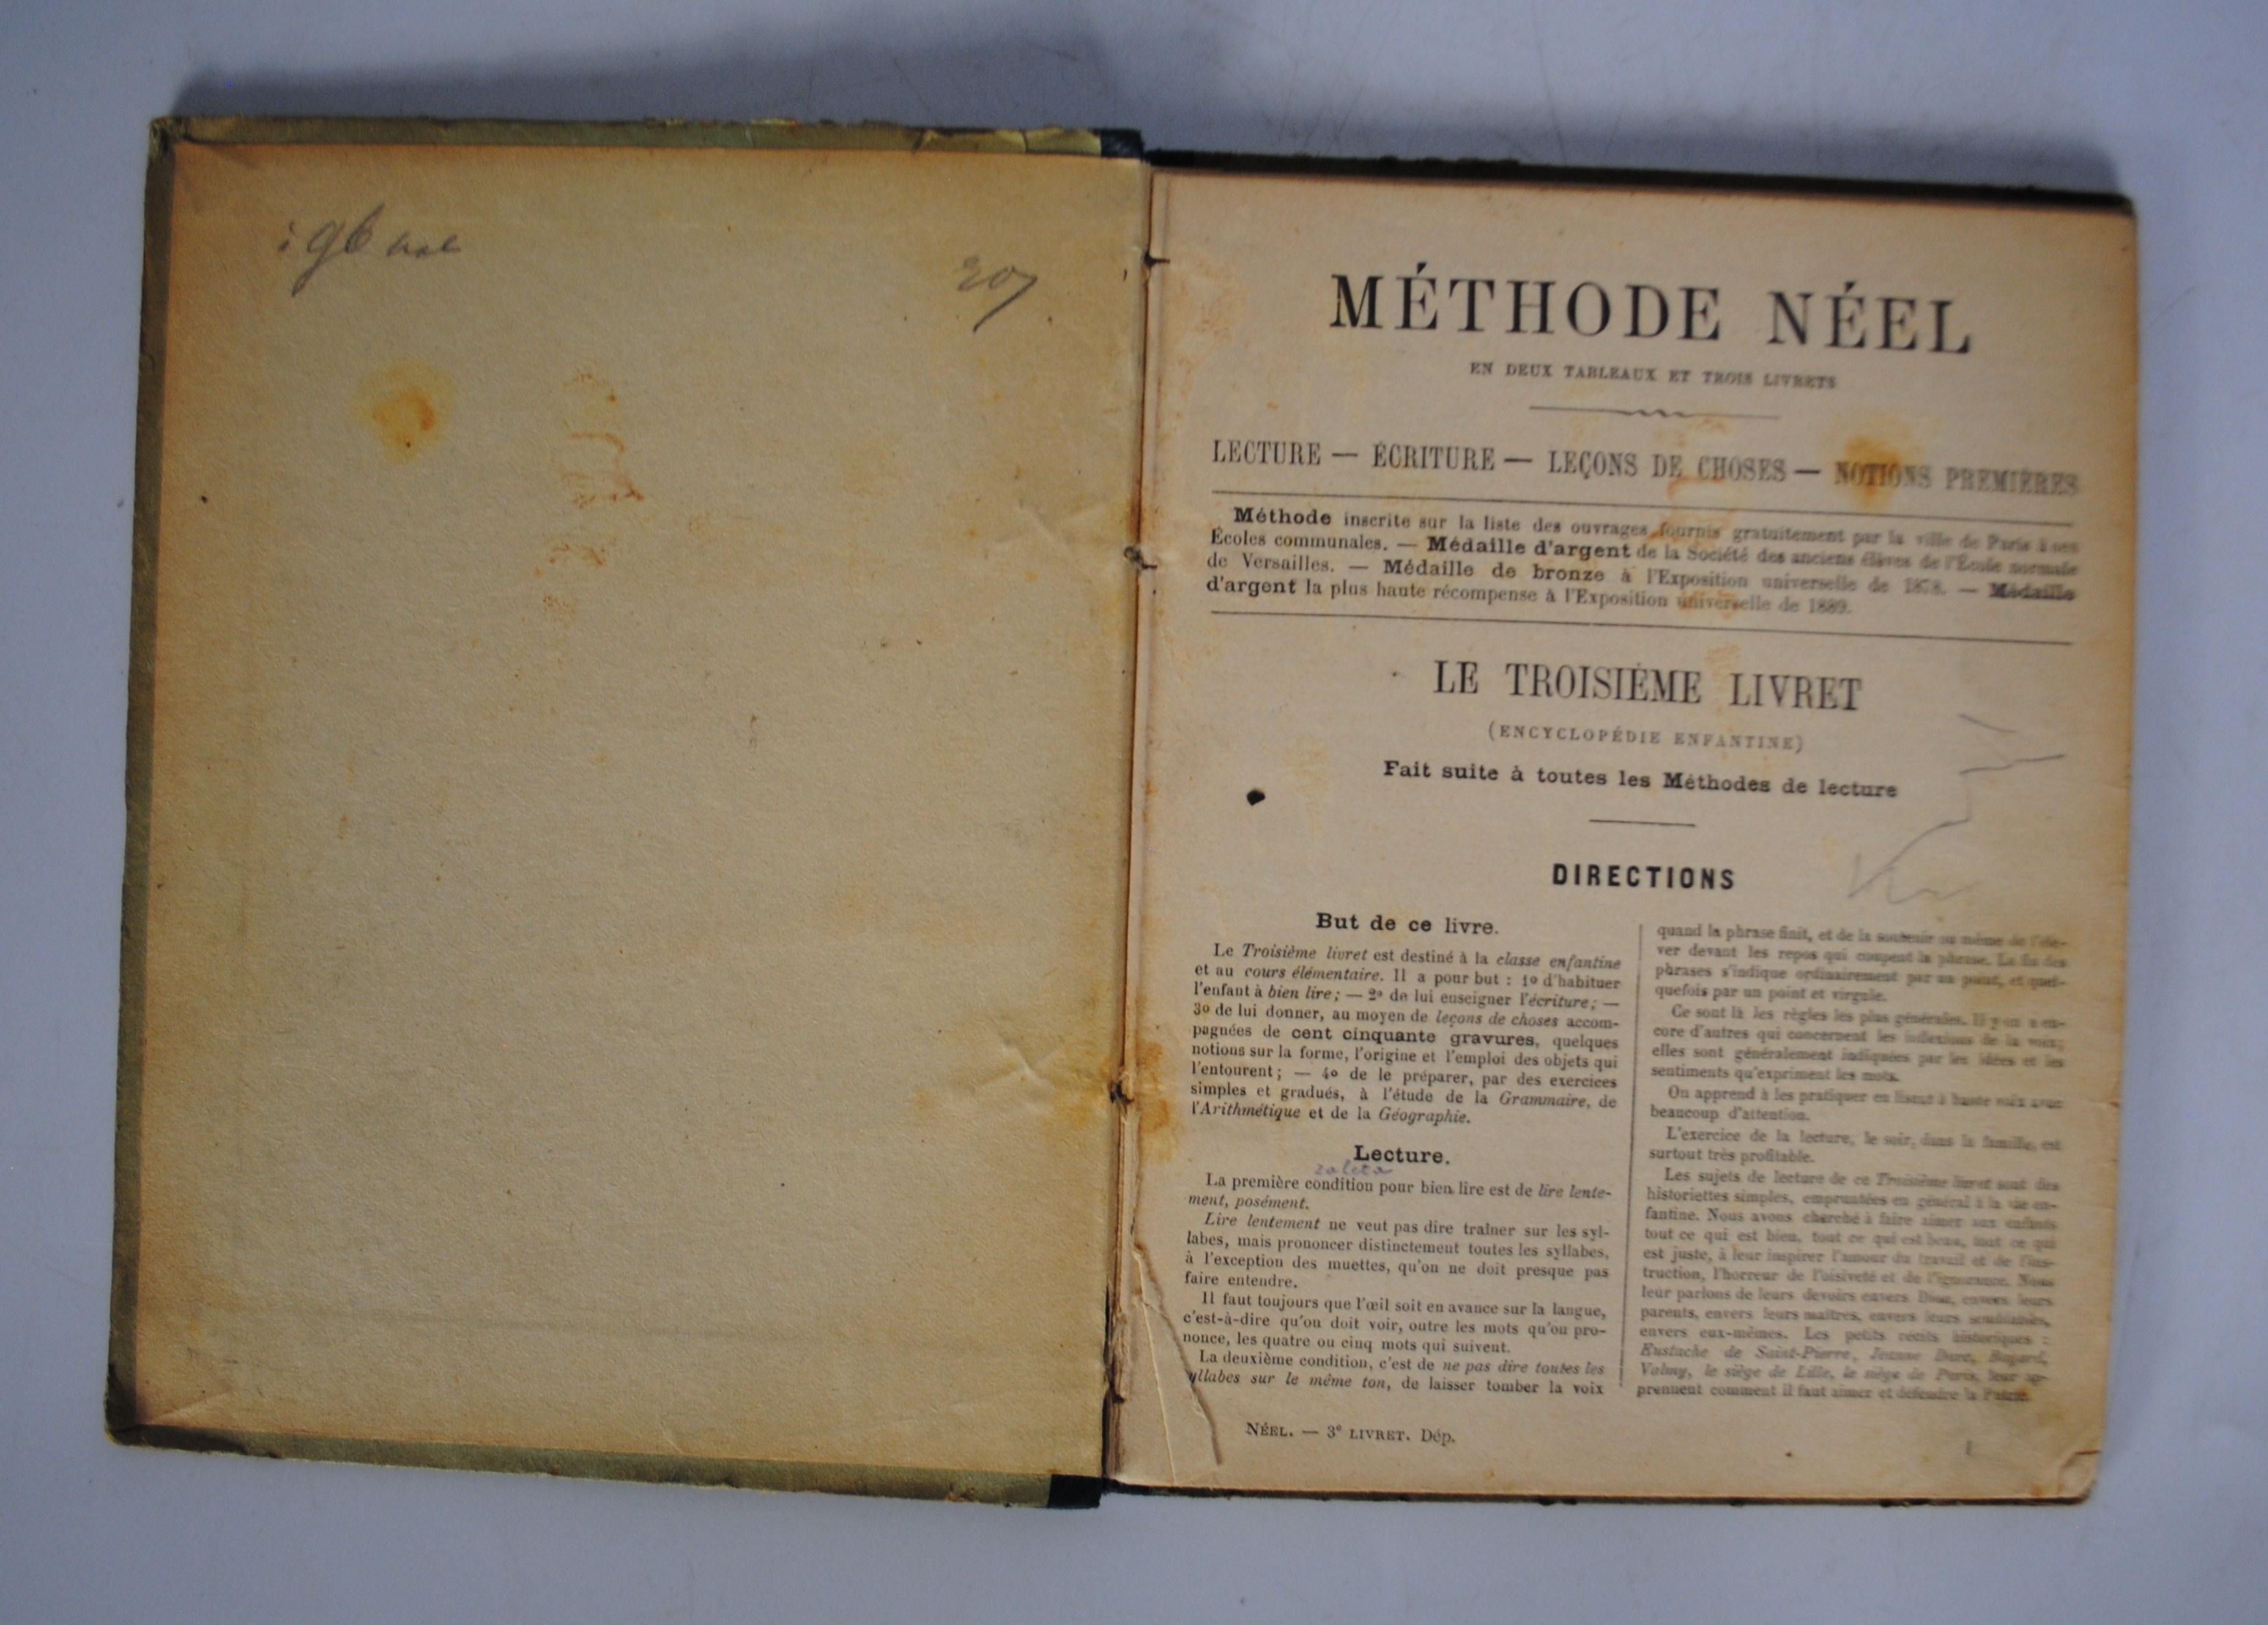 207
MÉTHODE NÉEL
EN DEUX TABLEAUX ET TROIS LIVRETS
LECTURE — ÉCRITURE — LEÇONS DE CHOSES — NOTIONS PREMIÈRES
Méthode inscrite sur la liste des ouvrages fournis gratuitement par la ville de Paris à ses
Écoles communales. — Médaille d'argent de la Société des anciens élèves de l'École normale
de Versailles. — Médaille de bronze à l'Exposition universelle de 1878. — Médaille
d'argent la plus haute récompense à l'Exposition universelle de 1889.
LE TROISIÈME LIVRET
(ENCYCLOPÉDIE ENFANTINE)
Fait suite à toutes les Méthodes de lecture
DIRECTIONS
But de ce livre.
Le Troisième livret est destiné à la classe enfantine
et au cours élémentaire. Il a pour but : 1o d'habituer
l'enfant à bien lire; — 2o de lui enseigner l'écriture; —
3o de lui donner, au moyen de leçons de choses accom-
pagnées de cent cinquante gravures, quelques
notions sur la forme, l'origine et l'emploi des objets qui
l'entourent; — 4o de le préparer, par des exercices
simples et gradués, à l'étude de la Grammaire, de
l'Arithmétique et de la Géographie.
Lecture.
La première condition pour bien lire est de lire lente-
ment, posément.
Lire lentement ne veut pas dire traîner sur les syl-
labes, mais prononcer distinctement toutes les syllabes,
à l'exception des muettes, qu'on ne doit presque pas
faire entendre.
Il faut toujours que l'œil soit en avance sur la langue,
c'est-à-dire qu'on doit voir, outre les mots qu'on pro-
nonce, les quatre ou cinq mots qui suivent.
La deuxième condition, c'est de ne pas dire toutes les
yllabes sur le même ton, de laisser tomber la voix
quand la phrase finit, et de la soutenir ou même de l'éle-
ver devant les repos qui coupent la phrase. La fin des
phrases s'indique ordinairement par un point, et quel-
quefois par un point et virgule.
Ce sont là les règles les plus générales. Il y en a en-
core d'autres qui concernent les inflexions de la voix;
elles sont généralement indiquées par les idées et les
sentiments qu'expriment les mots.
On apprend à les pratiquer en lisant à haute voix avec
beaucoup d'attention.
L'exercice de la lecture, le soir, dans la famille, est
surtout très profitable.
Les sujets de lecture de ce Troisième livret sont des
historiettes simples, empruntées en général à la vie en-
fantine. Nous avons cherché à faire aimer aux enfants
tout ce qui est bien, tout ce qui est beau, tout ce qui
est juste, à leur inspirer l'amour du travail et de l'ins-
truction, l'horreur de l'oisiveté et de l'ignorance. Nous
leur parlons de leurs devoirs envers Dieu, envers leurs
parents, envers leurs maîtres, envers leurs semblables,
envers eux-mêmes. Les petits récits historiques :
Eustache de Saint-Pierre, Jeanne Darc, Bayard,
Valmy, le siège de Lille, le siège de Paris, leur ap-
prennent comment il faut aimer et défendre la Patrie.
NÉEL. — 3e LIVRET. Dép.
1